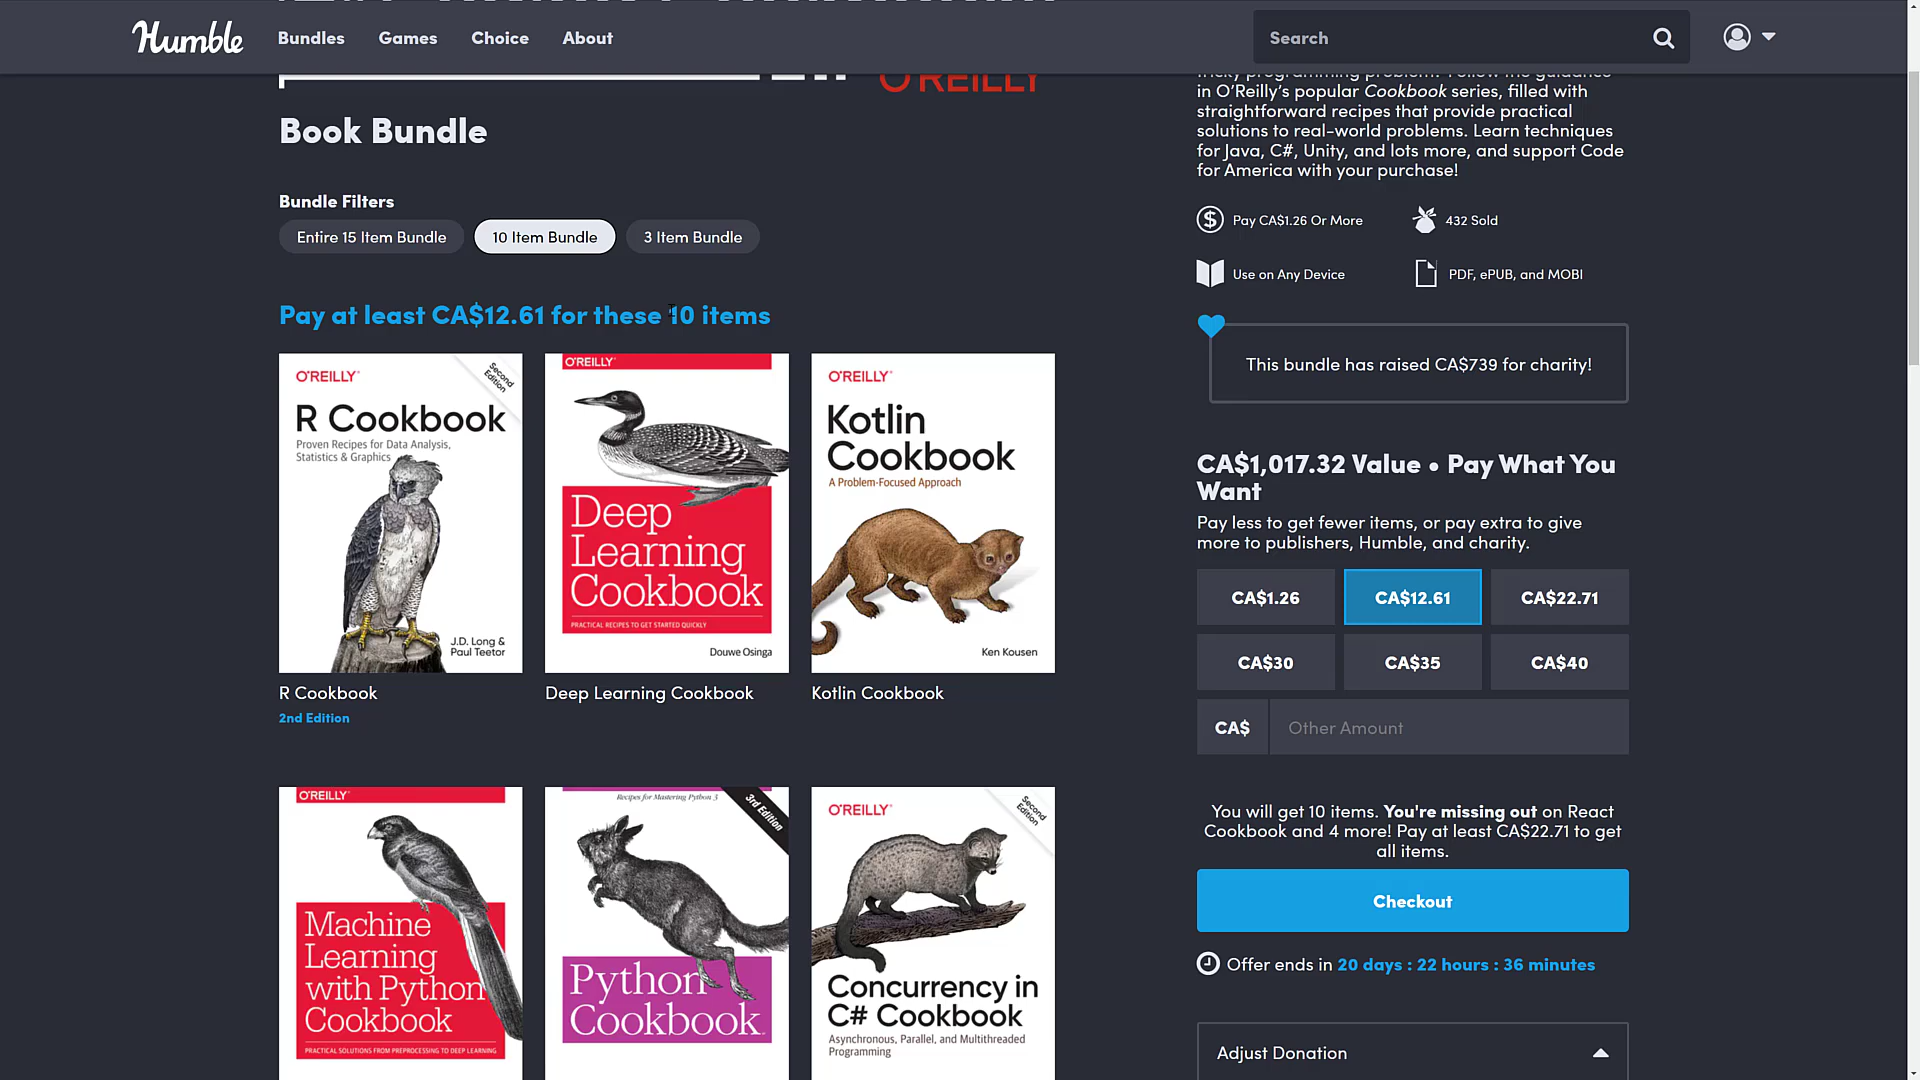 Humble
Bundles
Games
Choice
About
Search
O'REILLY
Book Bundle
Bundle Filters
Entire 15 Item Bundle
10 Item Bundle
3 Item Bundle
Pay at least CA$12.61 for these 10 items
O'REILLY
Second
Edition
R Cookbook
Proven Recipes for Data Analysis,
Statistics & Graphics
J.D. Long &
Paul Teetor
R Cookbook
2nd Edition
O'REILLY
Deep
Learning
Cookbook
PRACTICAL RECIPES TO GET STARTED QUICKLY
Douwe Osinga
Deep Learning Cookbook
O'REILLY
Kotlin
Cookbook
A Problem-Focused Approach
Ken Kousen
Kotlin Cookbook
O'REILLY
Machine
Learning
with Python
Cookbook
PRACTICAL SOLUTIONS FROM PREPROCESSING TO DEEP LEARNING
Recipes for Mastering Python 3
3rd Edition
Python
Cookbook
O'REILLY
Second
Edition
Concurrency in
C# Cookbook
Asynchronous, Parallel, and Multithreaded
Programming
tricky programming problem? Follow the guidance
in O'Reilly's popular Cookbook series, filled with
straightforward recipes that provide practical
solutions to real-world problems. Learn techniques
for Java, C#, Unity, and lots more, and support Code
for America with your purchase!
Pay CA$1.26 Or More
432 Sold
Use on Any Device
PDF, ePUB, and MOBI
This bundle has raised CA$739 for charity!
CA$1,017.32 Value • Pay What You
Want
Pay less to get fewer items, or pay extra to give
more to publishers, Humble, and charity.
CA$1.26
CA$12.61
CA$22.71
CA$30
CA$35
CA$40
CA$
Other Amount
You will get 10 items. You're missing out on React
Cookbook and 4 more! Pay at least CA$22.71 to get
all items.
Checkout
Offer ends in 20 days : 22 hours : 36 minutes
Adjust Donation